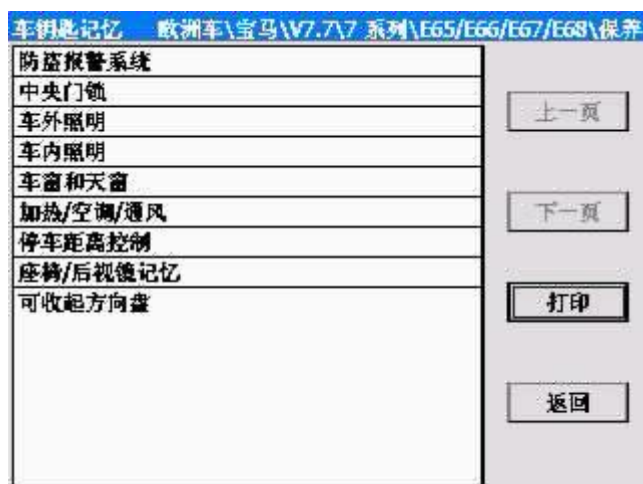 车钥匙记忆 欧洲车\宝马\V7.7\7 系列\E65/E66/E67/E68\保养
防盗报警系统
中央门锁
车外照明
车内照明
车窗和天窗
加热/空调/通风
停车距离控制
座椅/后视镜记忆
可收起方向盘
上一页
下一页
打印
返回